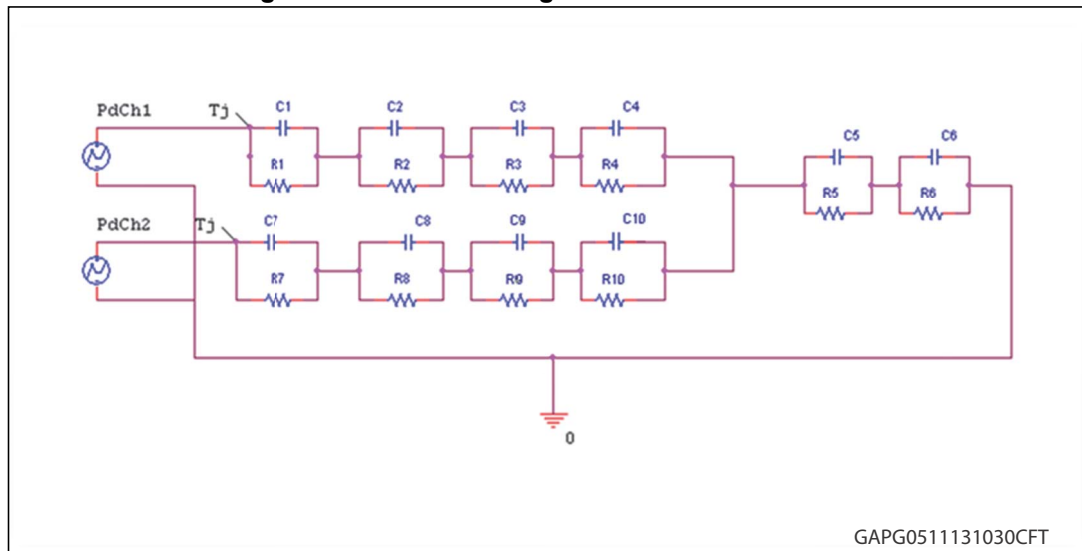 PdCh1 Tj C1 C2 C3 C4
C5 C6
R1 R2 R3 R4
R5 R6
PdCh2 Tj C7 C8 C9 C10
R7 R8 R9 R10
0
GAPG0511131030CFT